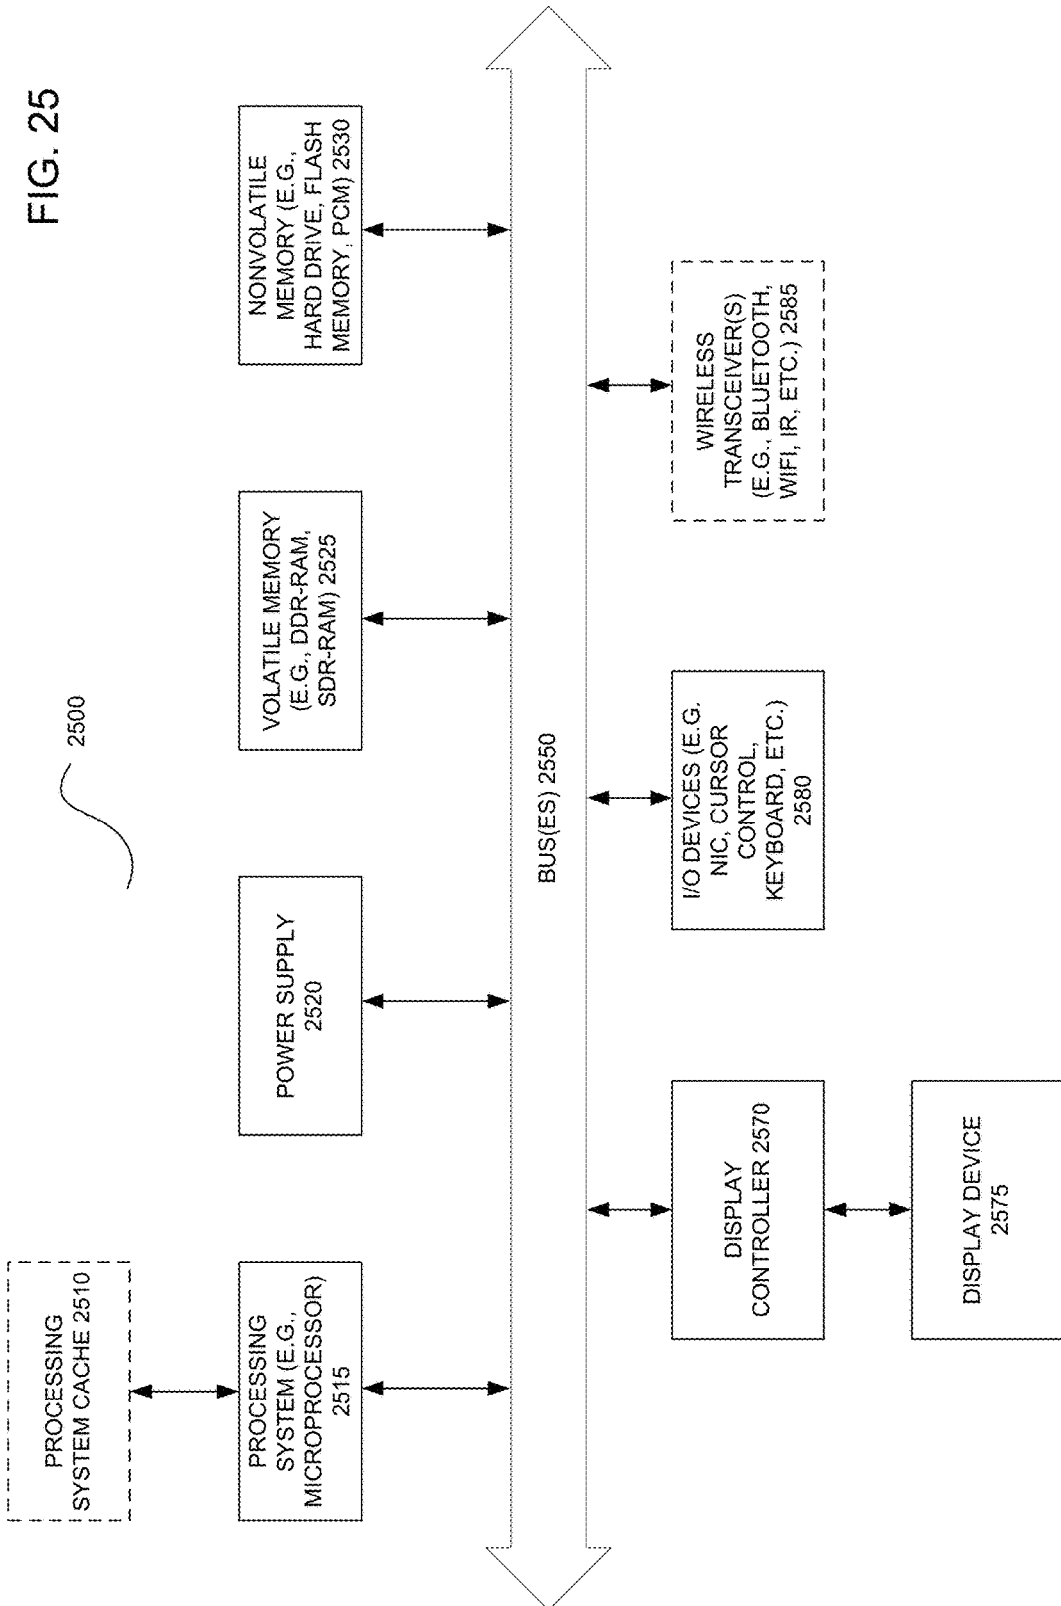 FIG. 25
2500
PROCESSING
SYSTEM CACHE 2510
PROCESSING
SYSTEM (E.G.,
MICROPROCESSOR)
2515
POWER SUPPLY
2520
VOLATILE MEMORY
(E.G., DDR-RAM,
SDR-RAM) 2525
NONVOLATILE
MEMORY (E.G.,
HARD DRIVE, FLASH
MEMORY, PCM) 2530
BUS(ES) 2550
DISPLAY
CONTROLLER 2570
DISPLAY DEVICE
2575
I/O DEVICES (E.G.
NIC, CURSOR
CONTROL,
KEYBOARD, ETC.)
2580
WIRELESS
TRANSCEIVER(S)
(E.G., BLUETOOTH,
WIFI, IR, ETC.) 2585